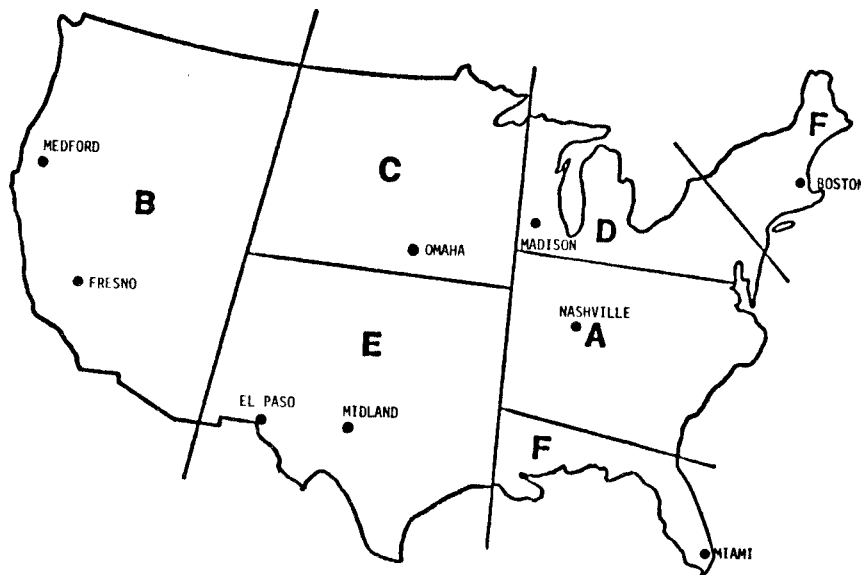 F
MEDFORD
C
BOSTON
B
D
MADISON
OMAHA
FRESNO
NASHVILLE
A
E
EL PASO
MIDLAND
F
MIAMI